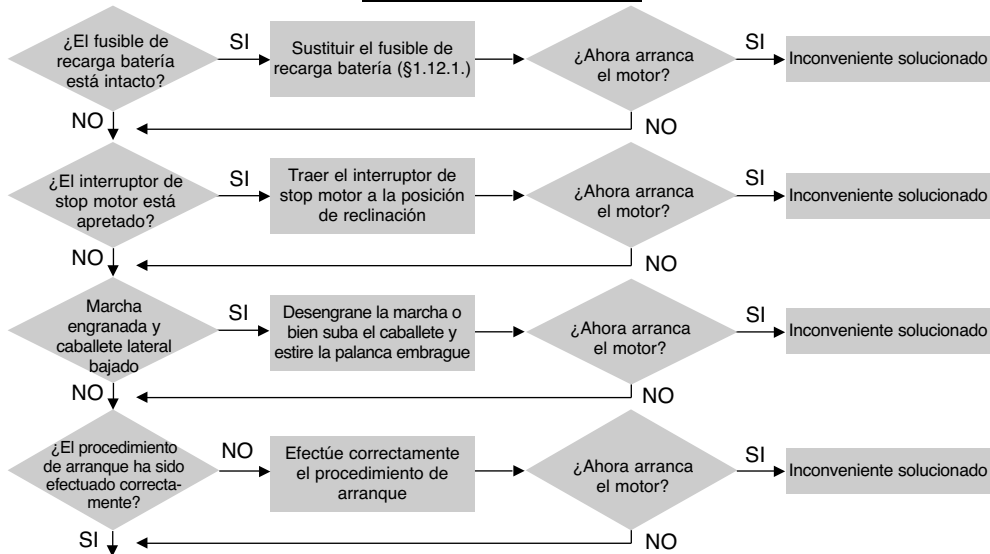 ¿El fusible de
recarga batería
está intacto?
SI
Sustituir el fusible de
recarga batería (§1.12.1.)
¿Ahora arranca
el motor?
SI
Inconveniente solucionado
NO
NO
¿El interruptor de
stop motor está
apretado?
SI
Traer el interruptor de
stop motor a la posición
de reclinación
¿Ahora arranca
el motor?
SI
Inconveniente solucionado
NO
NO
Marcha
engranada y
caballete lateral
bajado
SI
Desengrane la marcha o
bien suba el caballete y
estire la palanca embrague
¿Ahora arranca
el motor?
SI
Inconveniente solucionado
NO
NO
¿El procedimiento
de arranque ha sido
efectuado correcta-
mente?
NO
Efectúe correctamente
el procedimiento de
arranque
¿Ahora arranca
el motor?
SI
Inconveniente solucionado
SI
NO